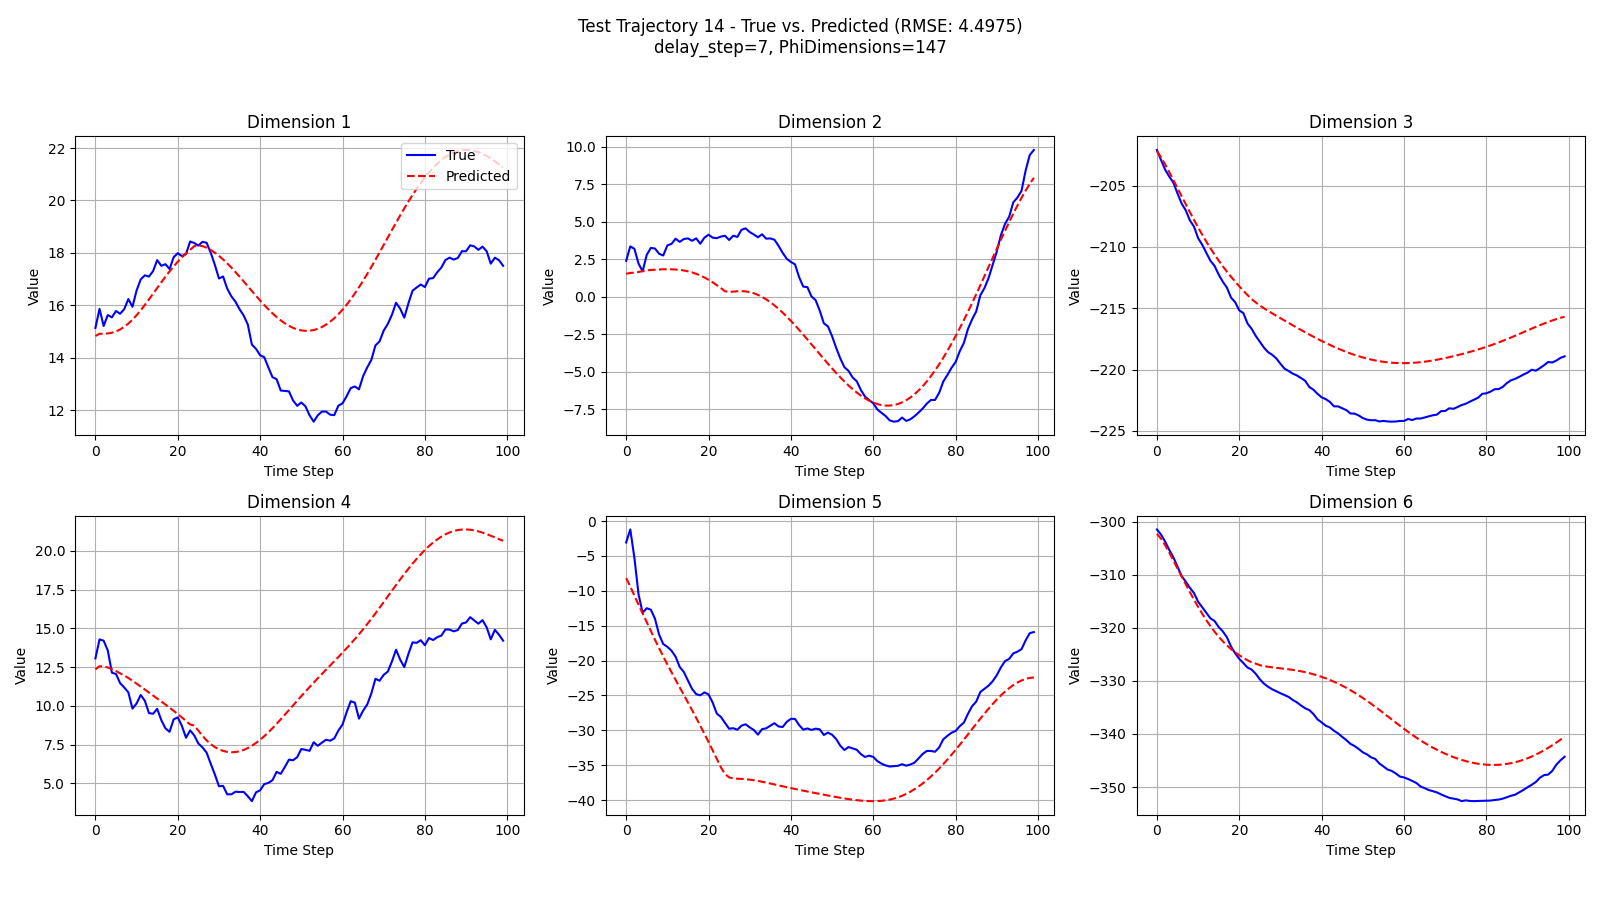 Test Trajectory 14 - True vs. Predicted (RMSE: 4.4975)
delay_step=7, PhiDimensions=147
Dimension 1
22
20
18
16
14
12
Value
0 20 40 60 80 100
Time Step
True
Predicted
Dimension 2
10.0
7.5
5.0
2.5
0.0
−2.5
−5.0
−7.5
Value
0 20 40 60 80 100
Time Step
Dimension 3
−205
−210
−215
−220
−225
Value
0 20 40 60 80 100
Time Step
Dimension 4
20.0
17.5
15.0
12.5
10.0
7.5
5.0
Value
0 20 40 60 80 100
Time Step
Dimension 5
0
−5
−10
−15
−20
−25
−30
−35
−40
Value
0 20 40 60 80 100
Time Step
Dimension 6
−300
−310
−320
−330
−340
−350
Value
0 20 40 60 80 100
Time Step